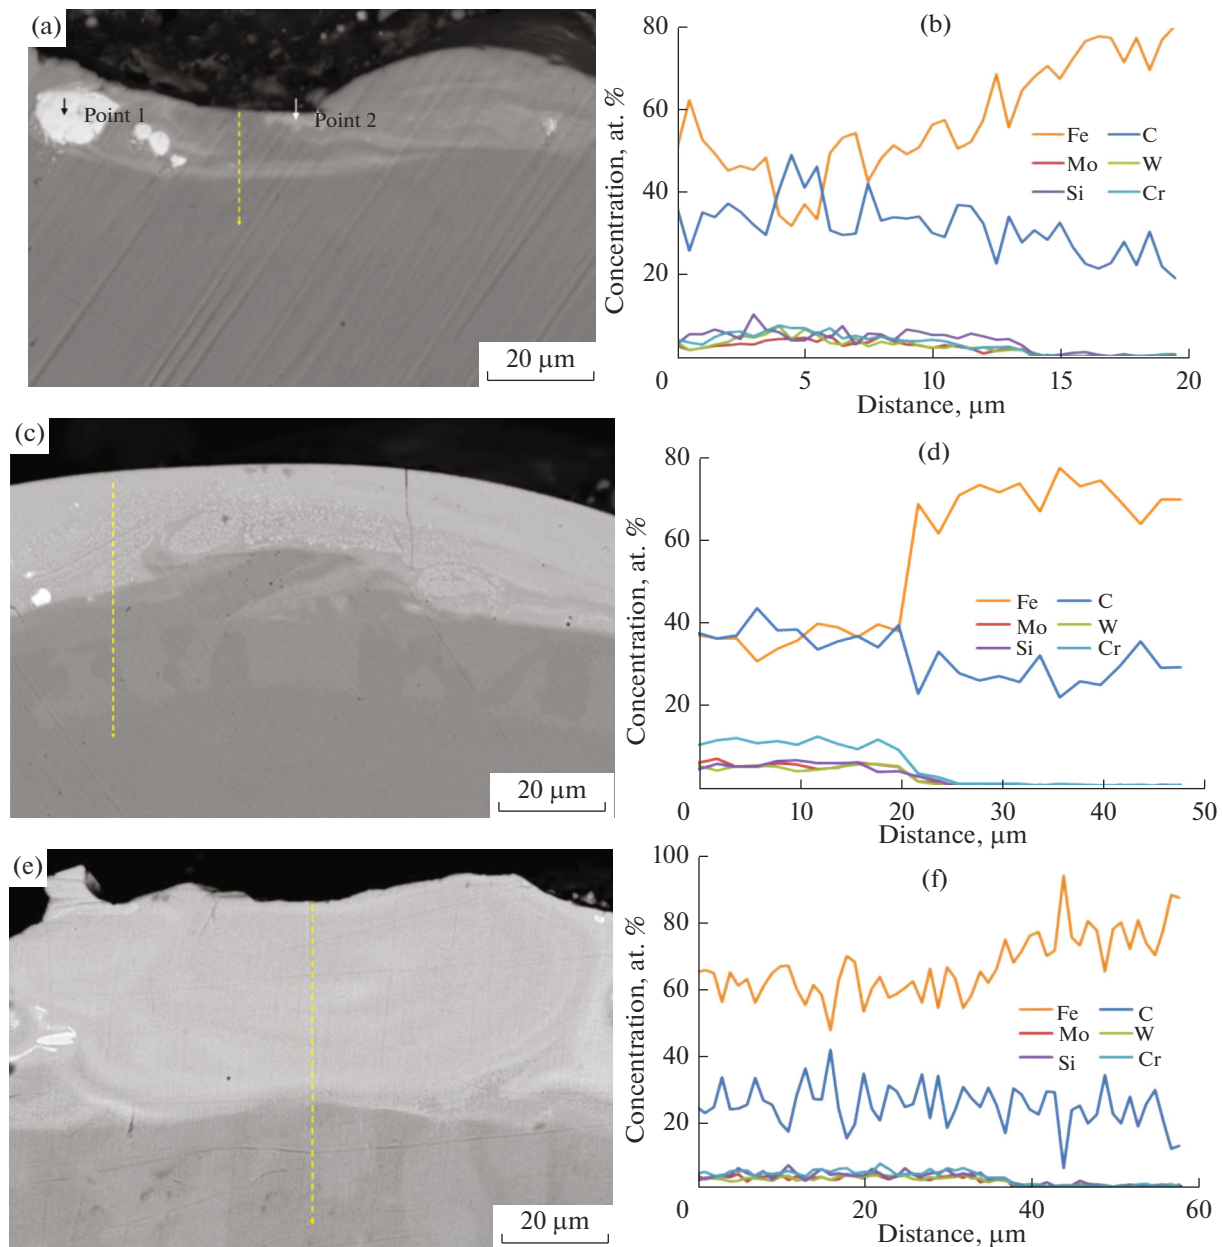 (a)
Point 1
Point 2
20 μm
(b)
80
60
40
20
0
5
10
15
20
Concentration, at. %
Distance, μm
Fe
C
Mo
W
Si
Cr
(c)
20 μm
(d)
80
60
40
20
0
10
20
30
40
50
Concentration, at. %
Distance, μm
Fe
C
Mo
W
Si
Cr
(e)
20 μm
(f)
100
80
60
40
20
0
20
40
60
Concentration, at. %
Distance, μm
Fe
C
Mo
W
Si
Cr